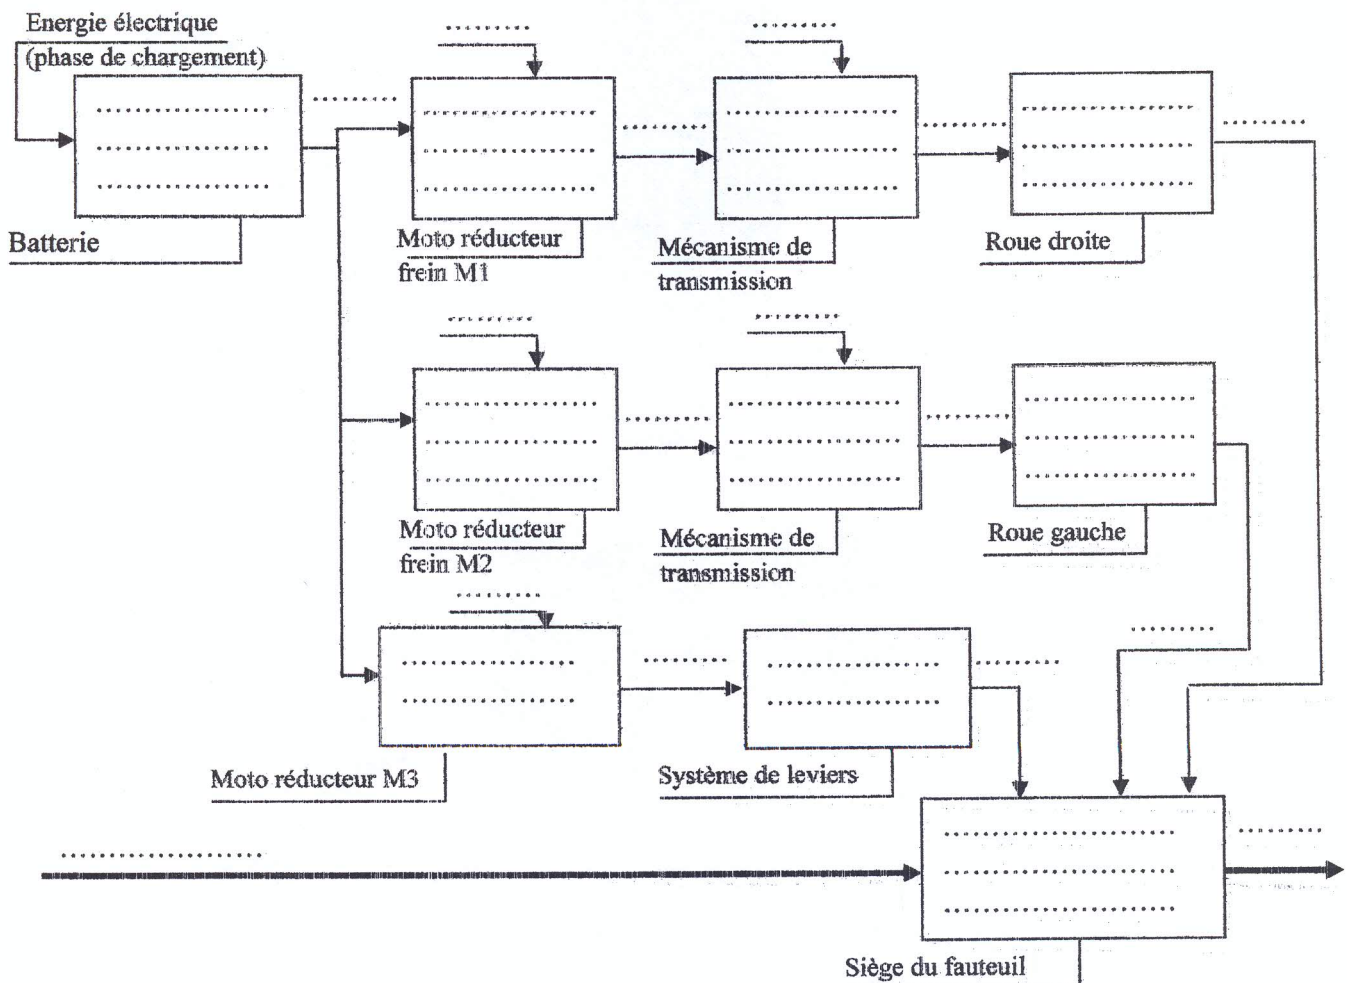 Energie électrique
(phase de chargement)
Batterie
Moto réducteur
frein M1
Mécanisme de
transmission
Roue droite
Moto réducteur
frein M2
Mécanisme de
transmission
Roue gauche
Moto réducteur M3
Système de leviers
Siège du fauteuil